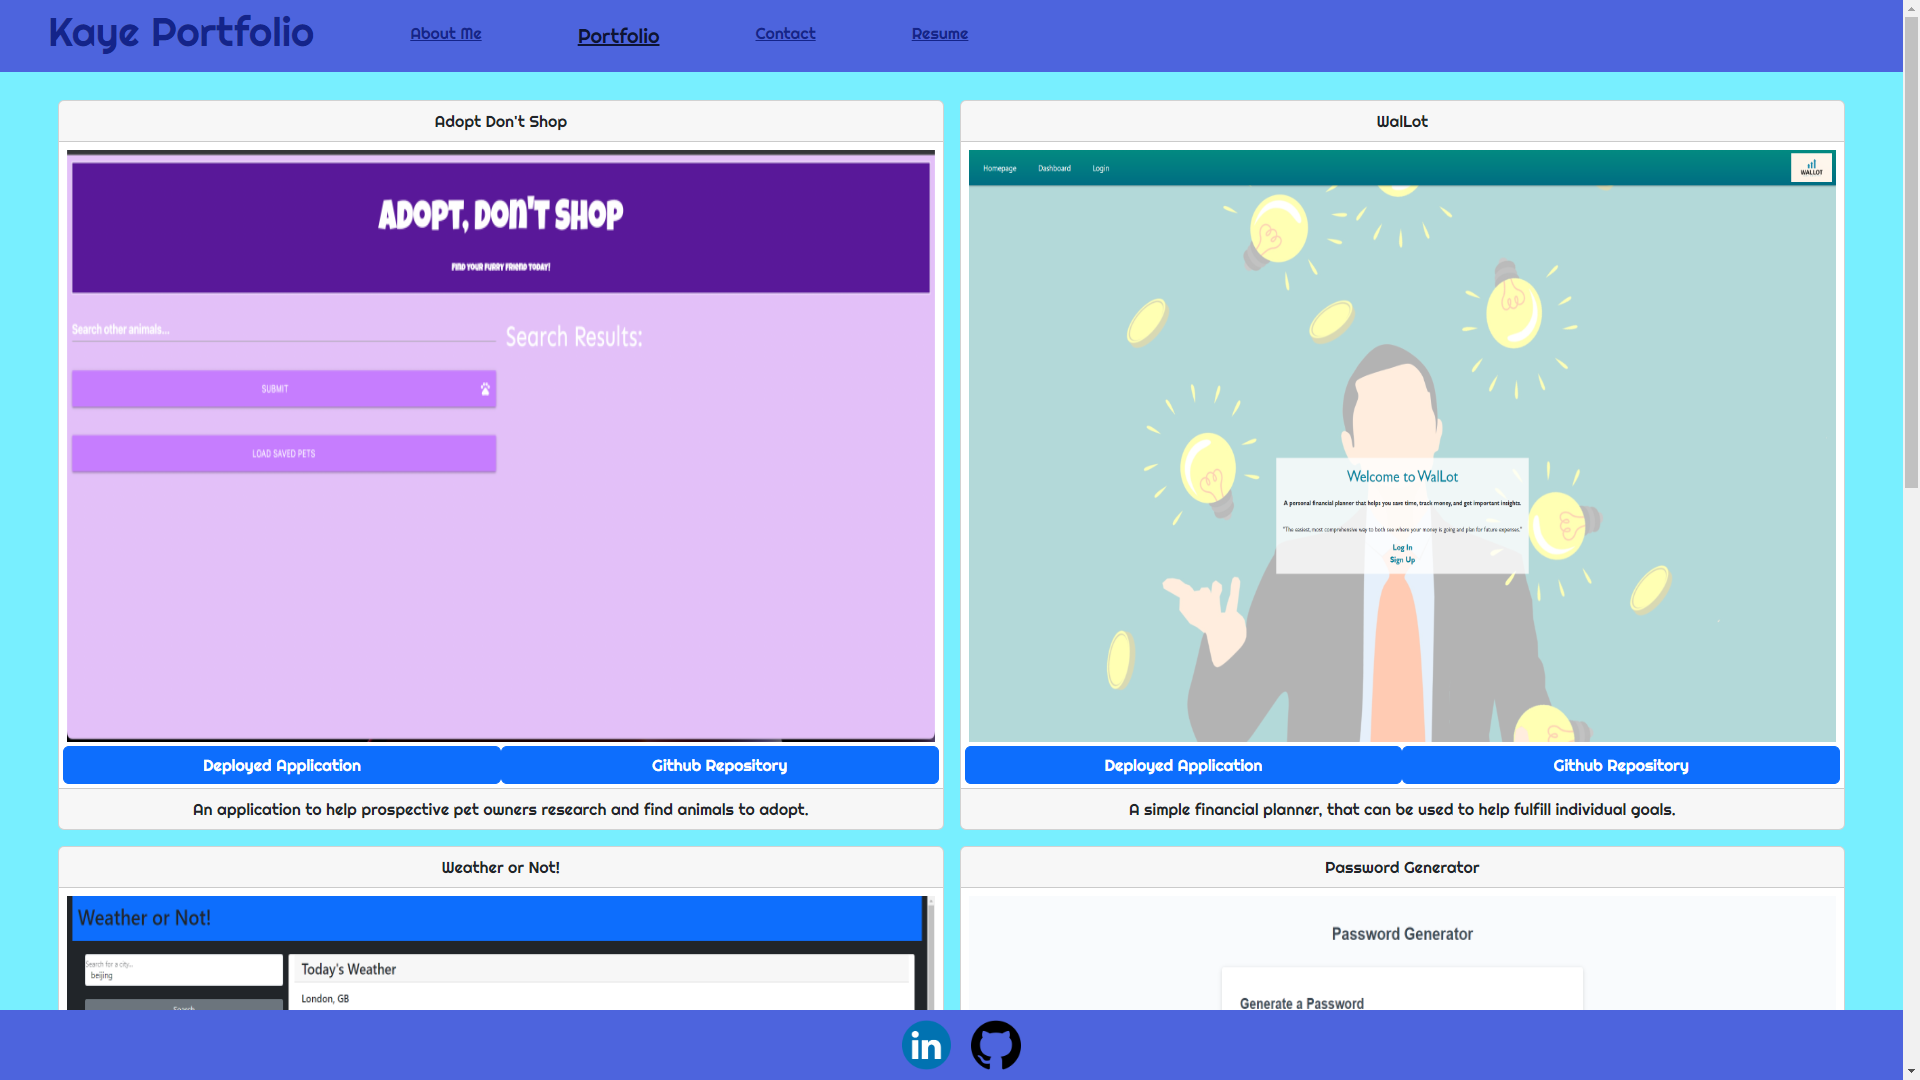 Kaye Portfolio
About Me
Portfolio
Contact
Resume
Adopt Don't Shop
ADOPT, DON'T SHOP
FIND YOUR FURRY FRIEND TODAY!
Search other animals...
Search Results:
SUBMIT
LOAD SAVED PETS
Deployed Application
Github Repository
An application to help prospective pet owners research and find animals to adopt.
WalLot
Homepage
Dashboard
Login
WALLOT
Welcome to WalLot
A personal financial planner that helps you save time, track money, and get important insights.
"The easiest, most comprehensive way to both see where your money is going and plan for future expenses."
Log In
Sign Up
Deployed Application
Github Repository
A simple financial planner, that can be used to help fulfill individual goals.
Weather or Not!
Weather or Not!
Search for a city...
beijing
Search
Today's Weather
London, GB
Password Generator
Password Generator
Generate a Password
in